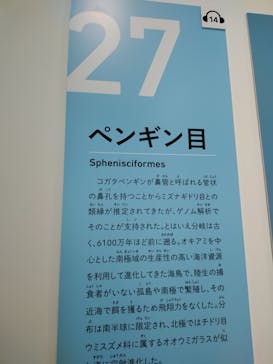 14
27
ペンギン目
Sphenisciformes
コガタペンギンが鼻管と呼ばれる管状
の鼻孔を持つことからミズナギドリ目との
類縁が推定されてきたが、ゲノム解析で
そのことが支持された。とはいえ分岐は古
く、6100万年ほど前に遡る。オキアミを中
心とした南極域の生産性の高い海洋資源
を利用して進化してきた海鳥で、陸生の捕
食者がいない孤島や南極で繁殖し、その
近海で餌を獲るため飛翔力をなくした。分
布は南半球に限定され、北極ではチドリ目
ウミスズメ科に属するオオウミガラスが似